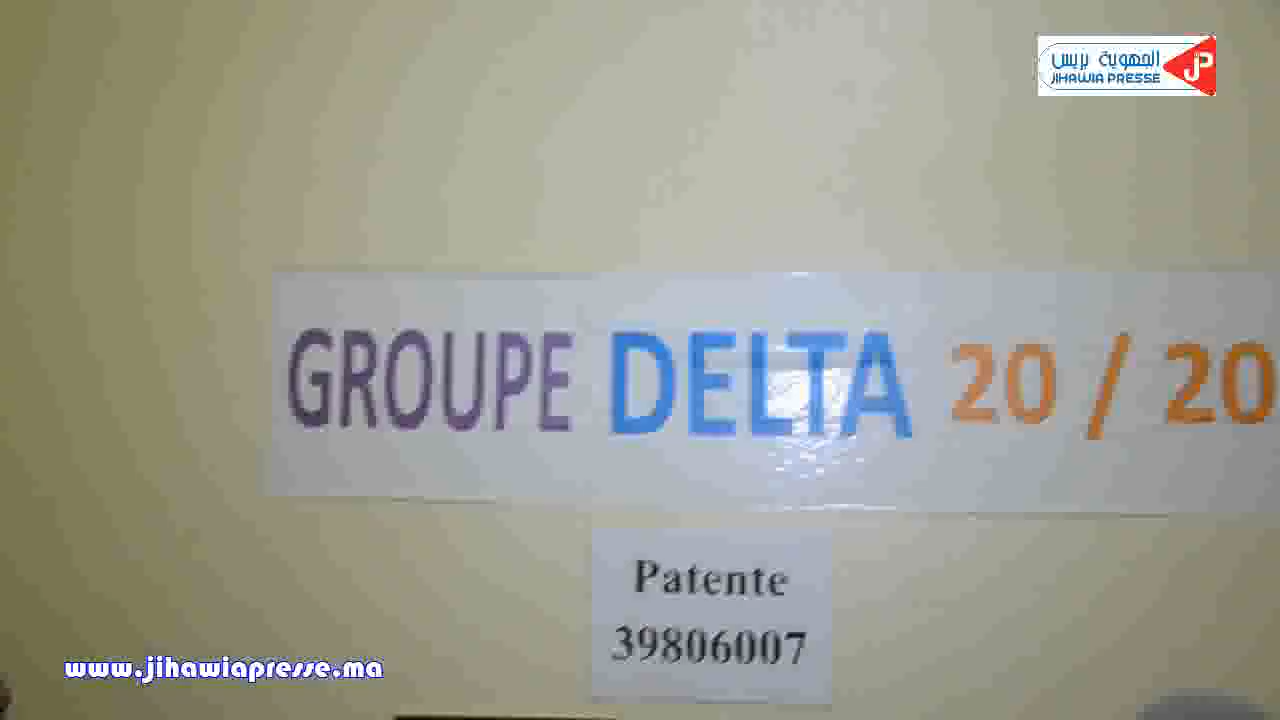 الجهوية بريس
JIHAWIA PRESSE
JP
GROUPE DELTA 20 / 20
Patente
39806007
www.jihawiapresse.ma